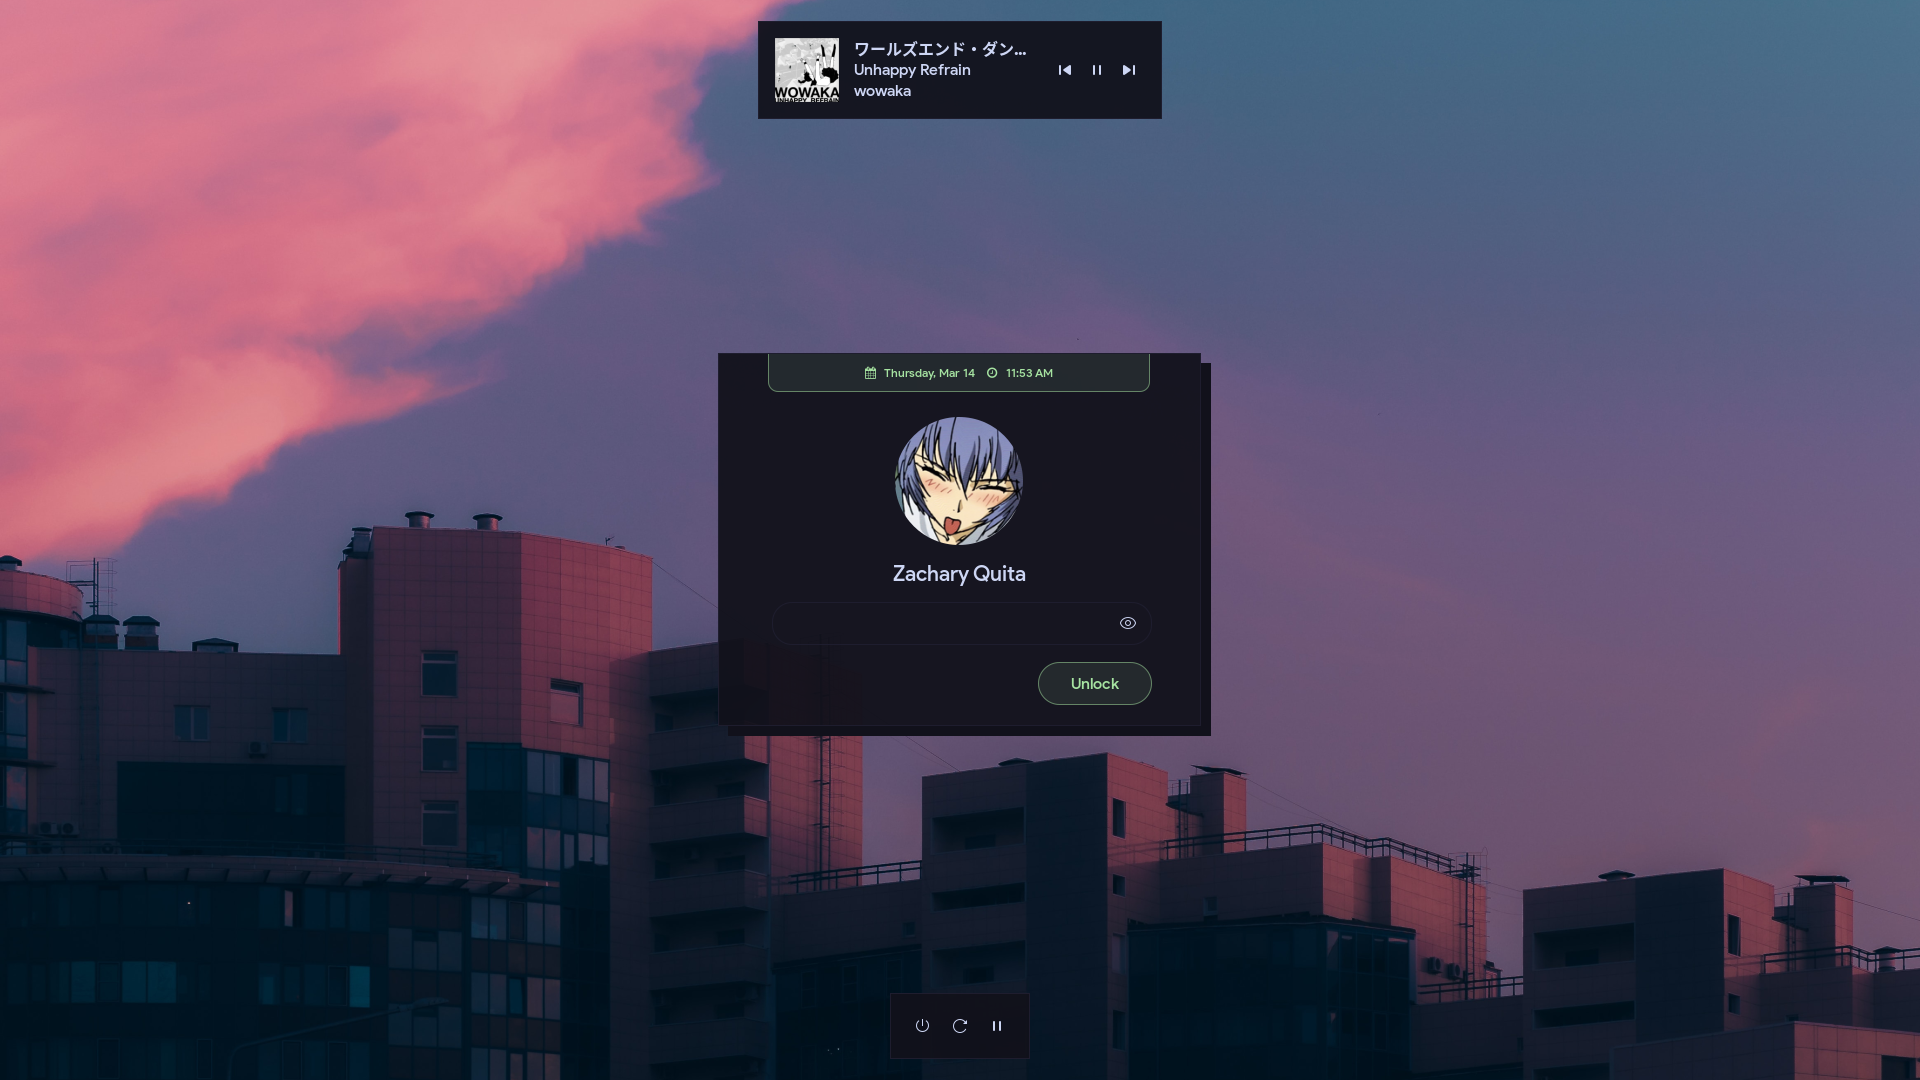 ワールズエンド・ダン...
Unhappy Refrain
wowaka
WOWAKA
UNHAPPY REFRAIN
Thursday, Mar 14 11:53 AM
Zachary Quita
Unlock